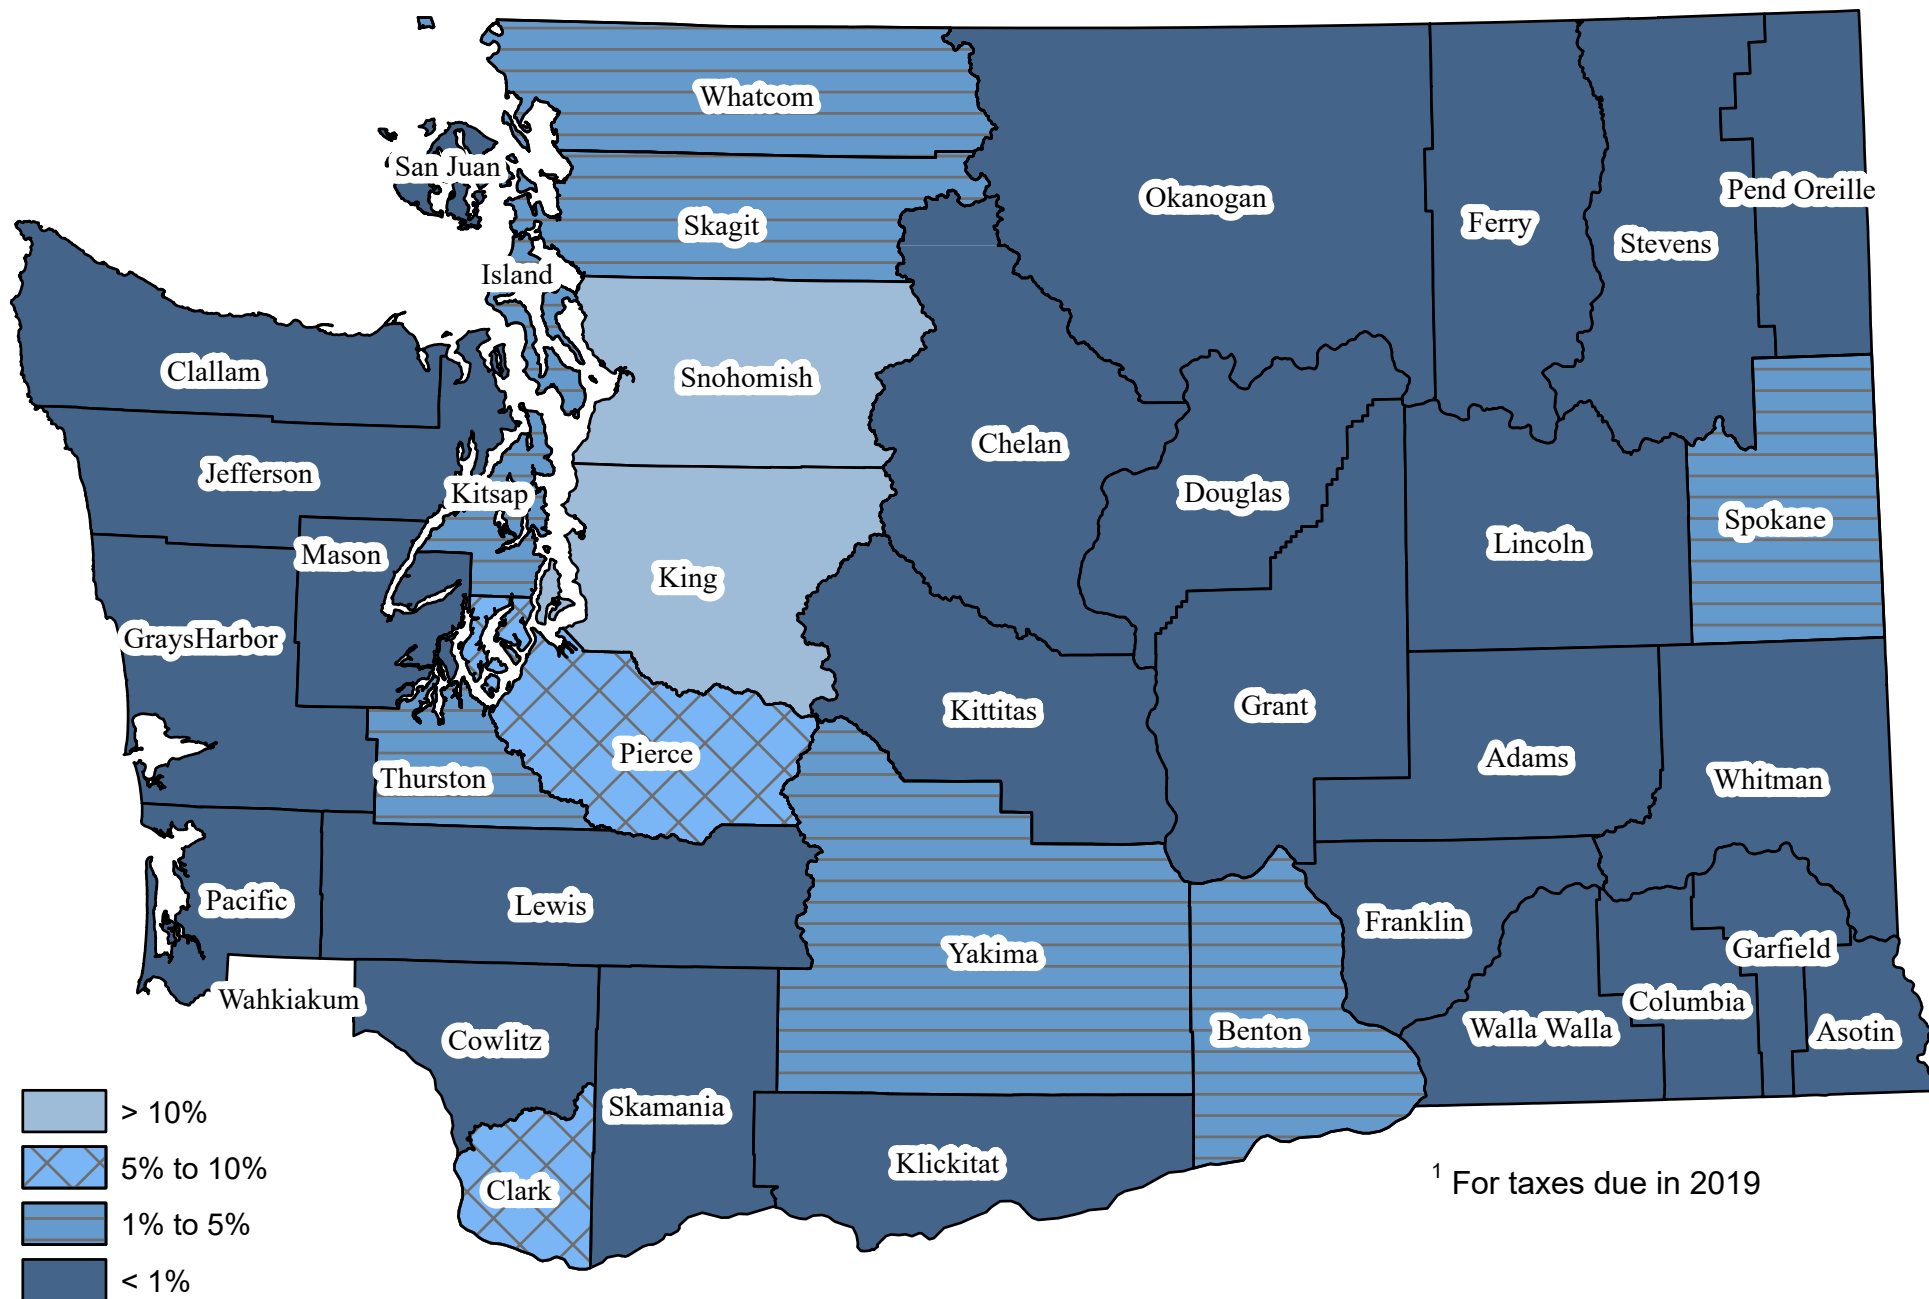 Whatcom
San Juan
Okanogan
Pend Oreille
Skagit
Ferry
Stevens
Island
Clallam
Snohomish
Chelan
Jefferson
Kitsap
Douglas
Spokane
Lincoln
Mason
King
GraysHarbor
Kittitas
Grant
Pierce
Adams
Thurston
Whitman
Pacific
Lewis
Franklin
Yakima
Garfield
Wahkiakum
Columbia
Walla Walla
Benton
Asotin
Cowlitz
Skamania
Klickitat
Clark
> 10%
5% to 10%
1% to 5%
< 1%
¹ For taxes due in 2019